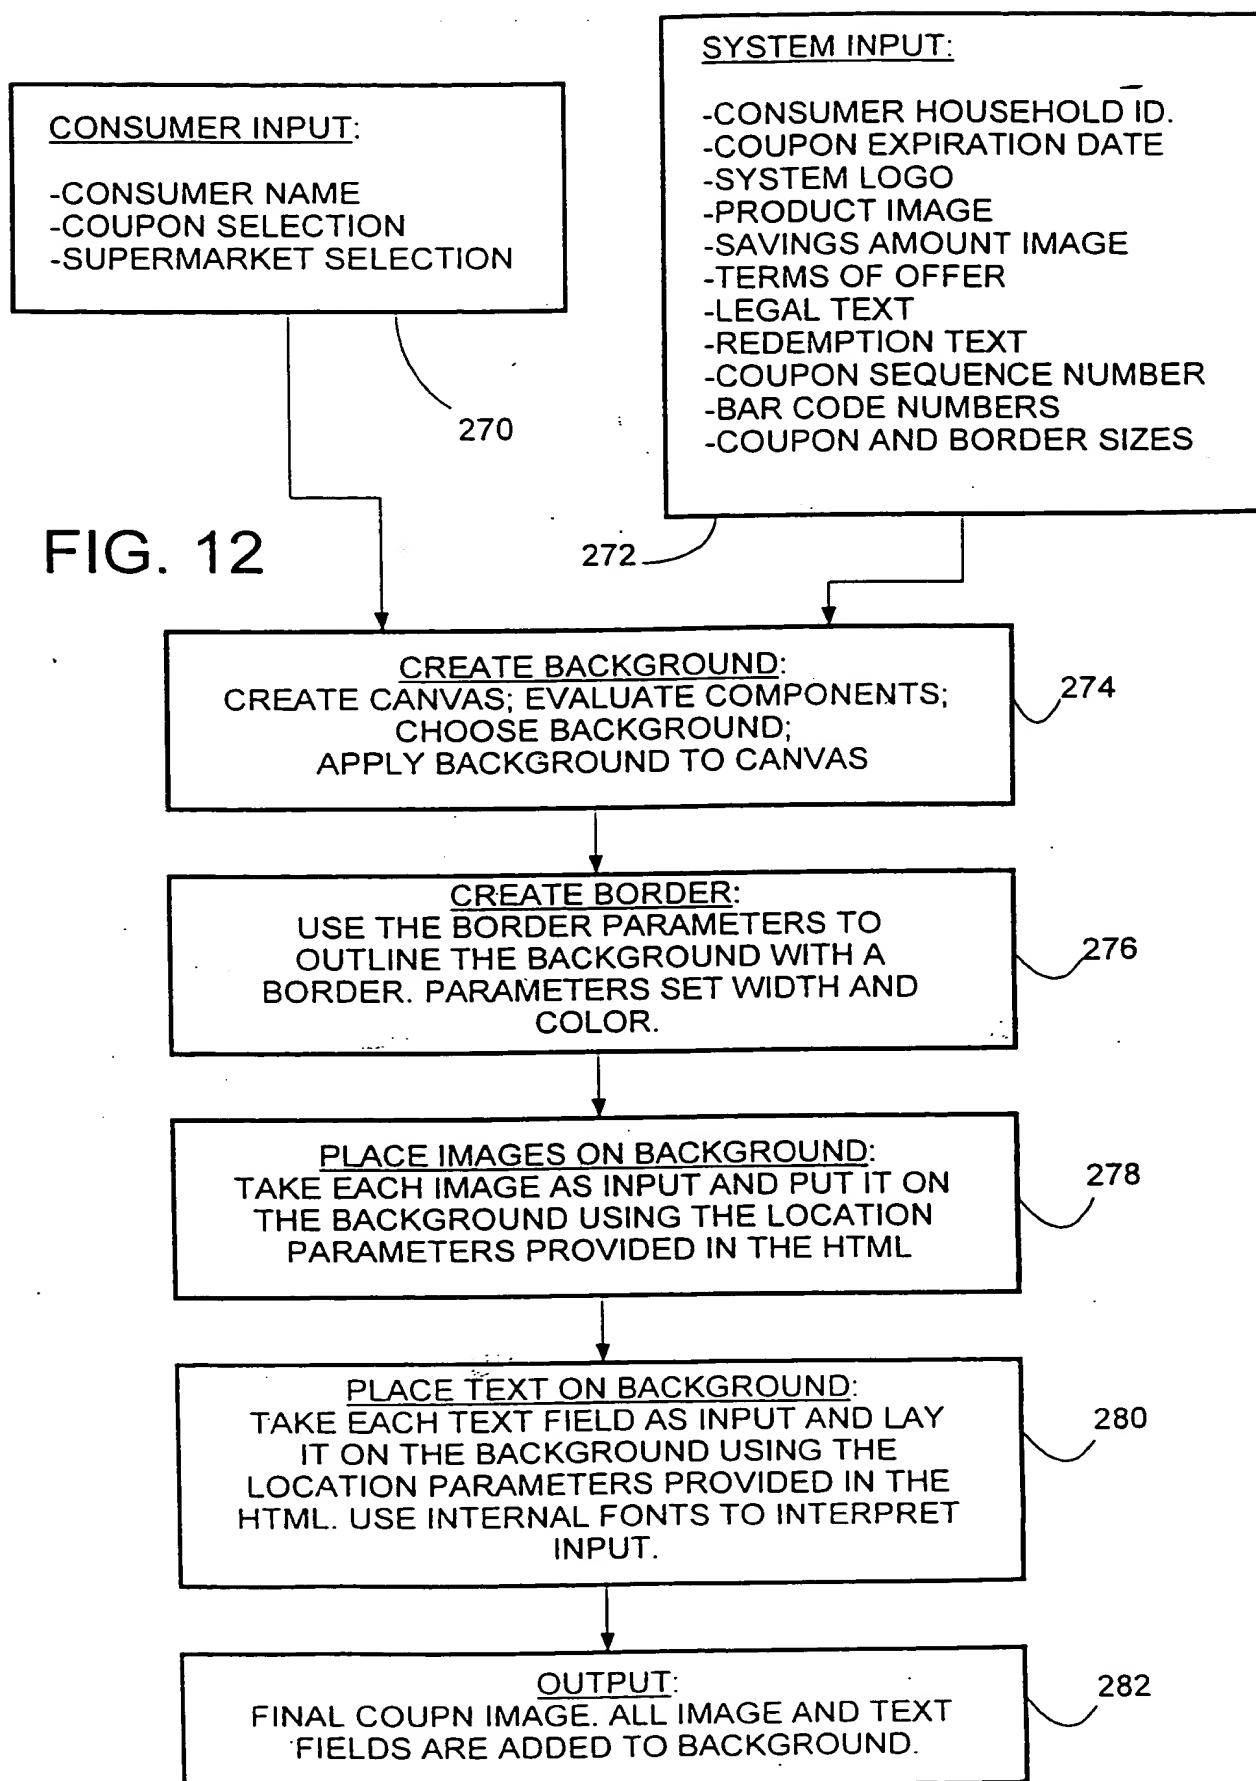 CONSUMER INPUT:
-CONSUMER NAME
-COUPON SELECTION
-SUPERMARKET SELECTION
270
SYSTEM INPUT:
-CONSUMER HOUSEHOLD ID.
-COUPON EXPIRATION DATE
-SYSTEM LOGO
-PRODUCT IMAGE
-SAVINGS AMOUNT IMAGE
-TERMS OF OFFER
-LEGAL TEXT
-REDEMPTION TEXT
-COUPON SEQUENCE NUMBER
-BAR CODE NUMBERS
-COUPON AND BORDER SIZES
272
FIG. 12
CREATE BACKGROUND:
CREATE CANVAS; EVALUATE COMPONENTS;
CHOOSE BACKGROUND;
APPLY BACKGROUND TO CANVAS
274
CREATE BORDER:
USE THE BORDER PARAMETERS TO
OUTLINE THE BACKGROUND WITH A
BORDER. PARAMETERS SET WIDTH AND
COLOR.
276
PLACE IMAGES ON BACKGROUND:
TAKE EACH IMAGE AS INPUT AND PUT IT ON
THE BACKGROUND USING THE LOCATION
PARAMETERS PROVIDED IN THE HTML
278
PLACE TEXT ON BACKGROUND:
TAKE EACH TEXT FIELD AS INPUT AND LAY
IT ON THE BACKGROUND USING THE
LOCATION PARAMETERS PROVIDED IN THE
HTML. USE INTERNAL FONTS TO INTERPRET
INPUT.
280
OUTPUT:
FINAL COUPN IMAGE. ALL IMAGE AND TEXT
FIELDS ARE ADDED TO BACKGROUND.
282